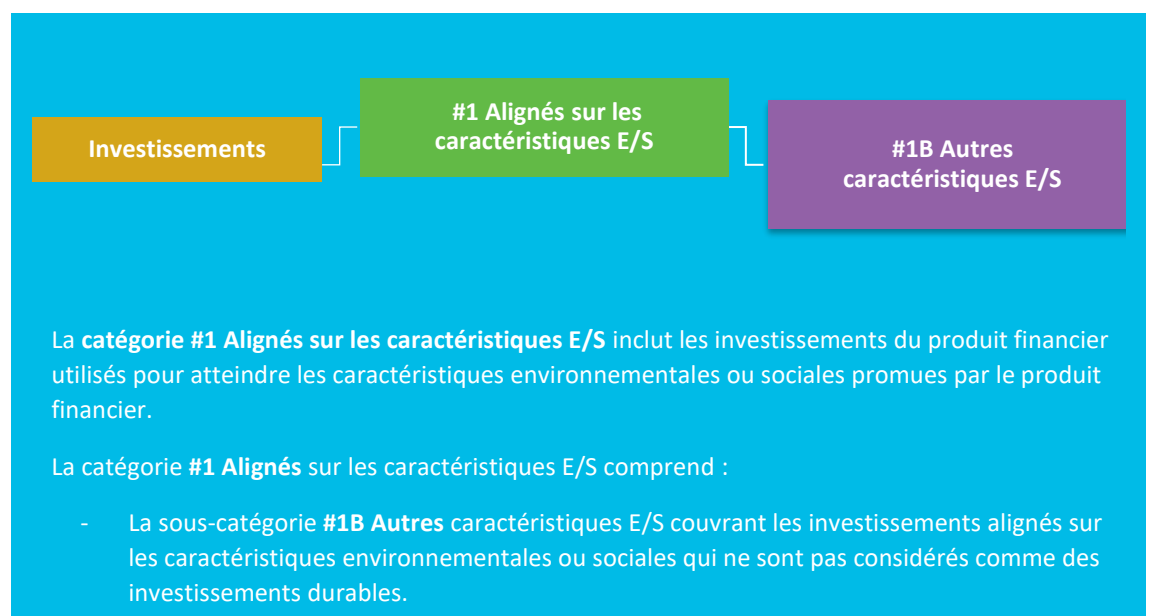 Investissements
#1 Alignés sur les
caractéristiques E/S
#1B Autres
caractéristiques E/S
La catégorie #1 Alignés sur les caractéristiques E/S inclut les investissements du produit financier
utilisés pour atteindre les caractéristiques environnementales ou sociales promues par le produit
financier.
La catégorie #1 Alignés sur les caractéristiques E/S comprend :
- La sous-catégorie #1B Autres caractéristiques E/S couvrant les investissements alignés sur
les caractéristiques environnementales ou sociales qui ne sont pas considérés comme des
investissements durables.